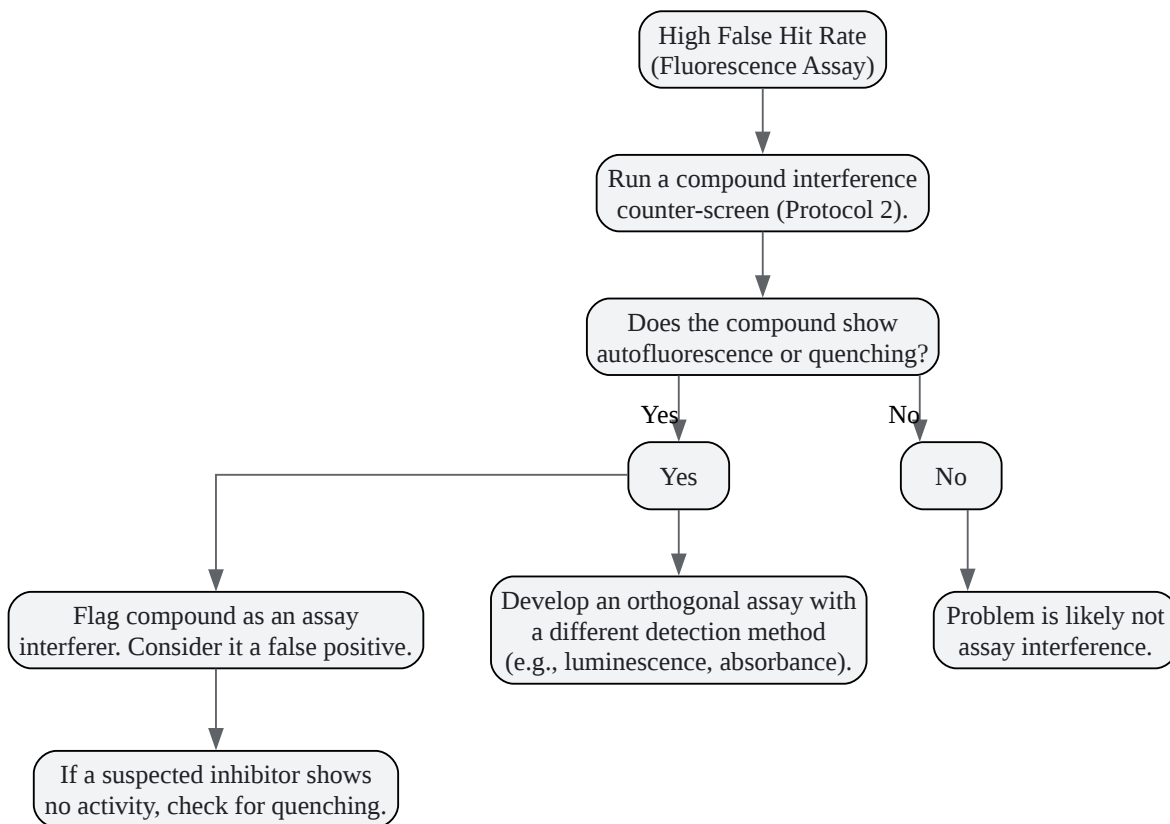 High False Hit Rate
(Fluorescence Assay)
Run a compound interference
counter-screen (Protocol 2).
Does the compound show
autofluorescence or quenching?
Yes
No
Yes
No
Flag compound as an assay
interferer. Consider it a false positive.
Develop an orthogonal assay with
a different detection method
(e.g., luminescence, absorbance).
Problem is likely not
assay interference.
If a suspected inhibitor shows
no activity, check for quenching.